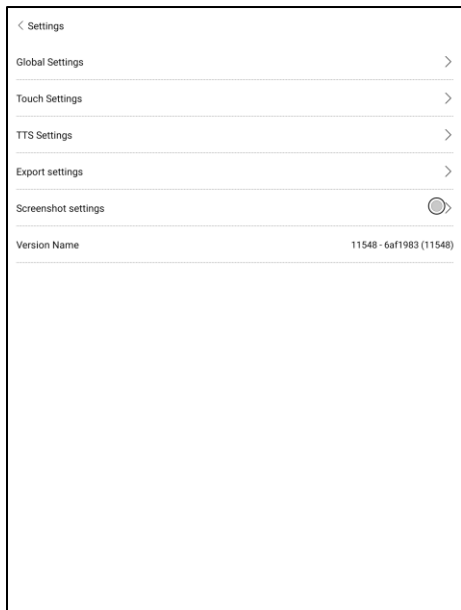 Settings
Global Settings
Touch Settings
TTS Settings
Export settings
Screenshot settings
Version Name 11548 - 6af1983 (11548)